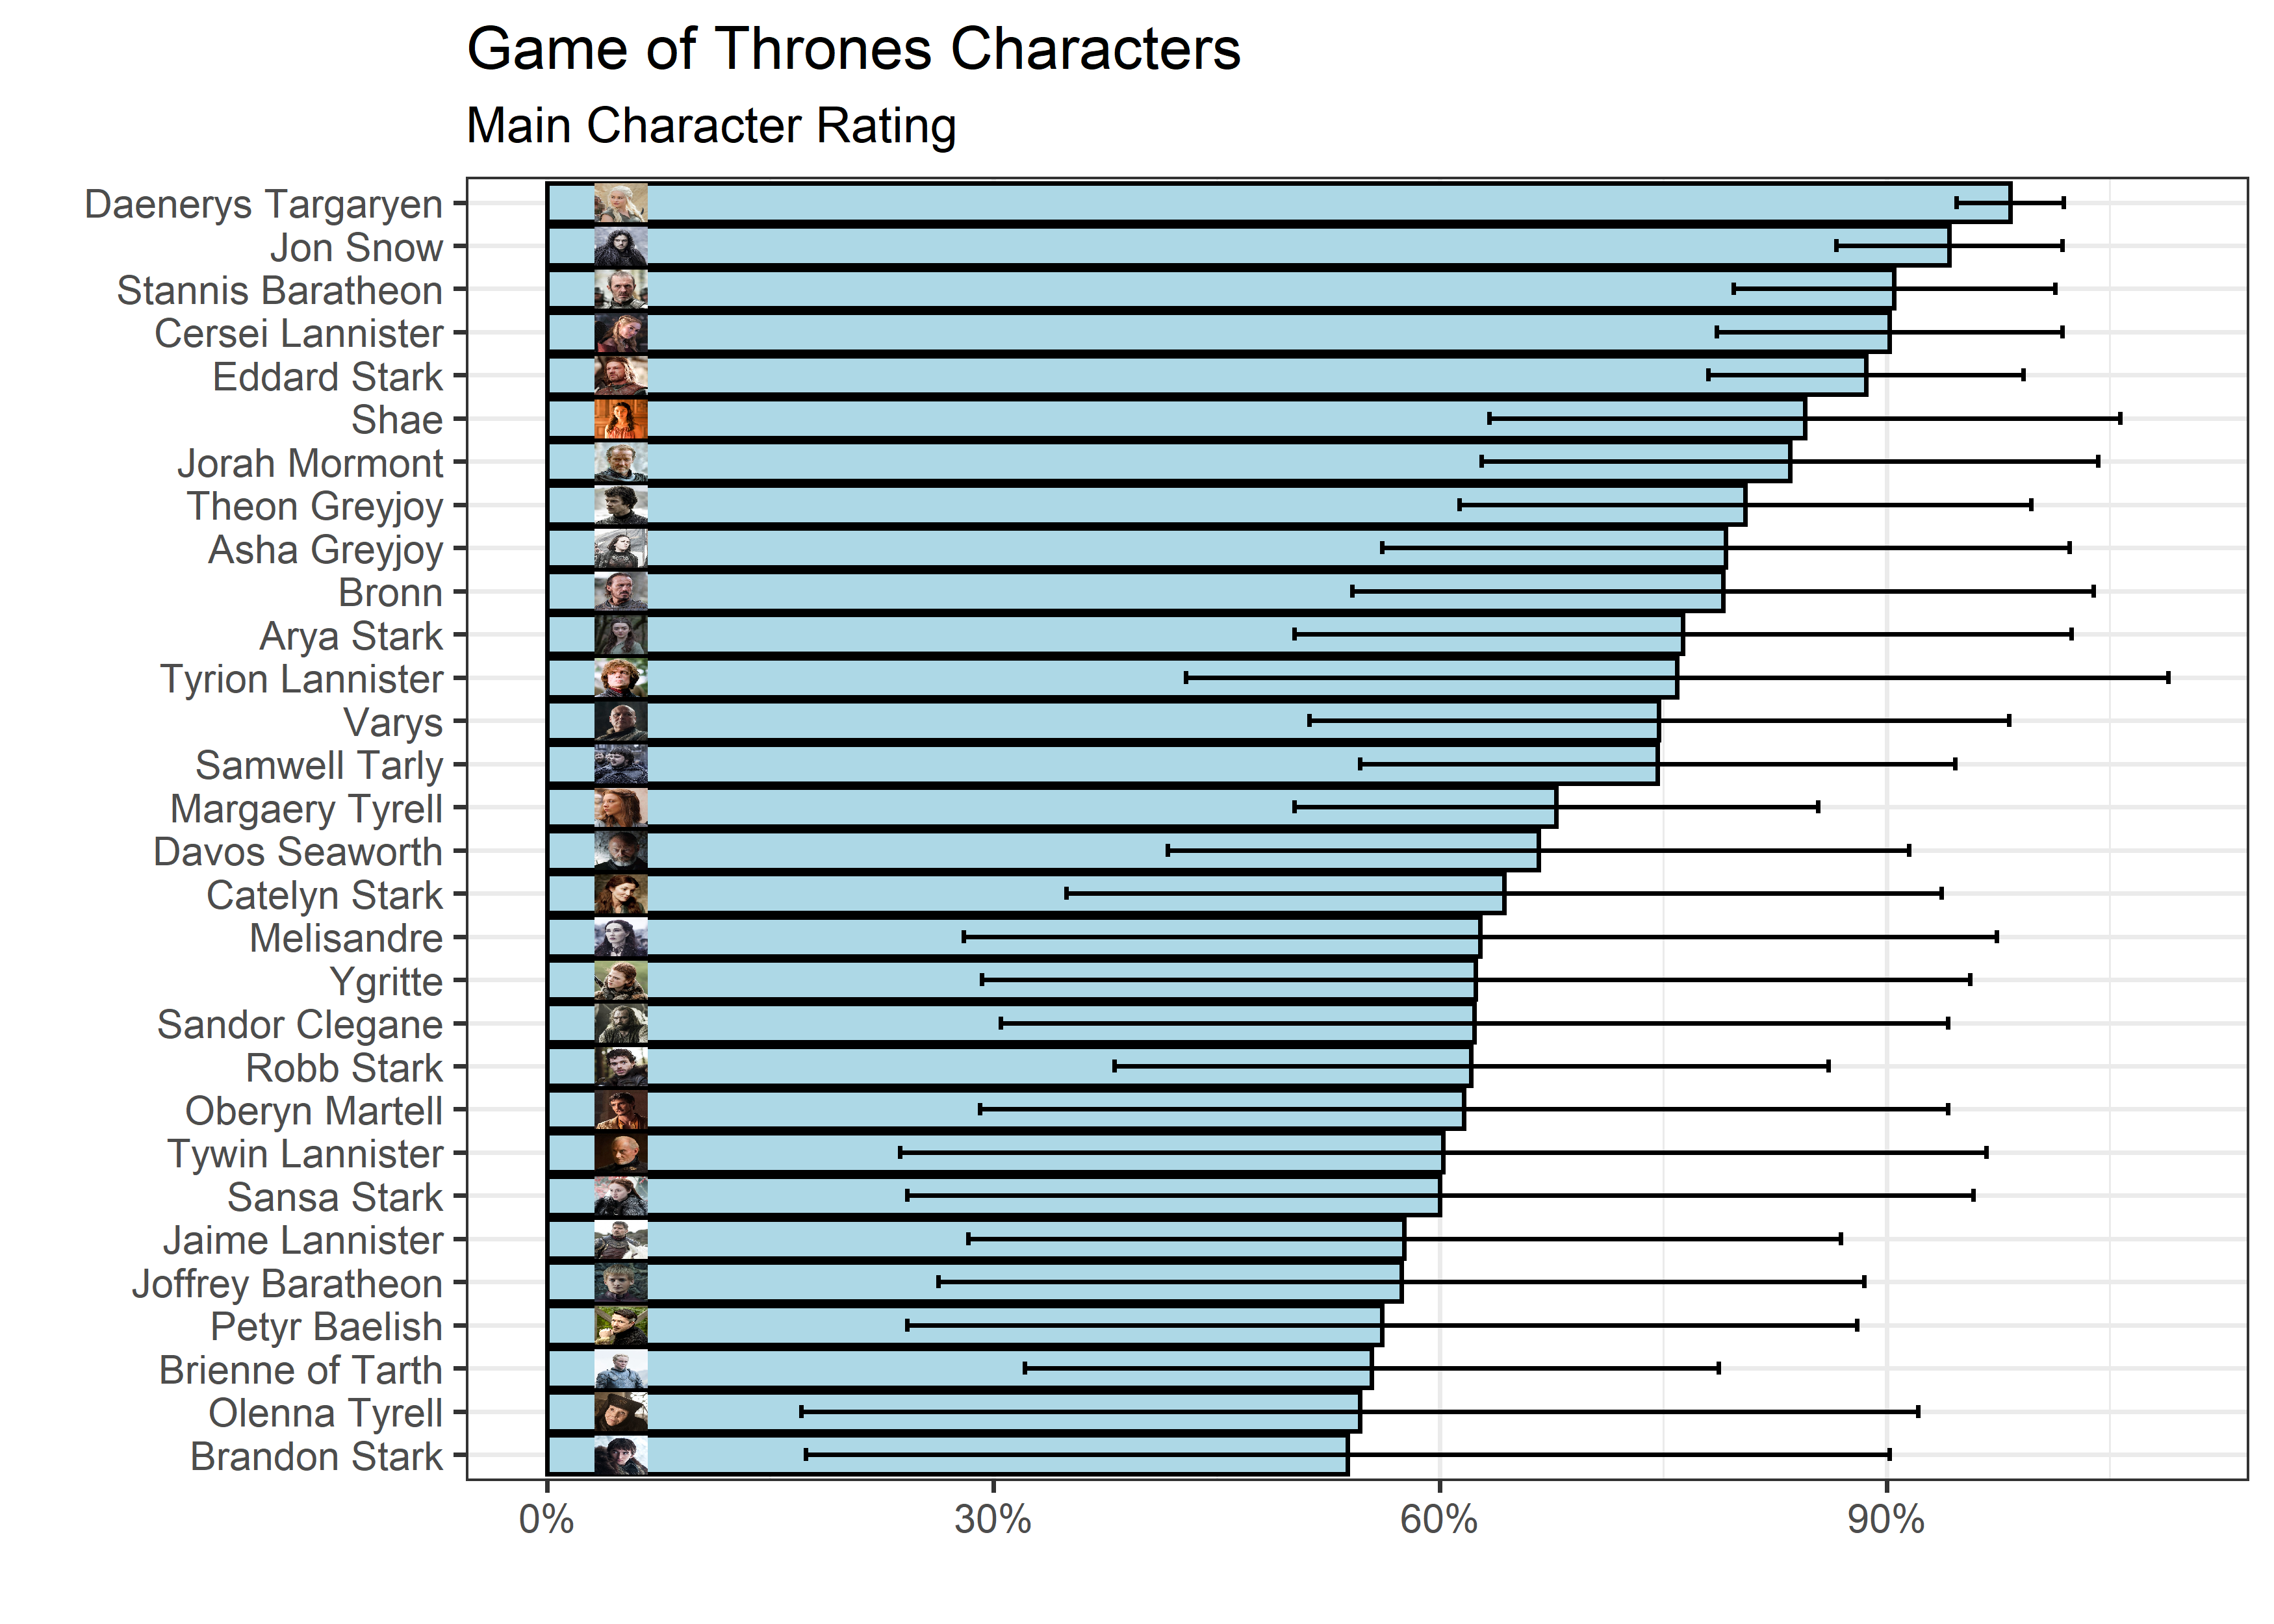 Game of Thrones Characters
Main Character Rating
Daenerys Targaryen
Jon Snow
Stannis Baratheon
Cersei Lannister
Eddard Stark
Shae
Jorah Mormont
Theon Greyjoy
Asha Greyjoy
Bronn
Arya Stark
Tyrion Lannister
Varys
Samwell Tarly
Margaery Tyrell
Davos Seaworth
Catelyn Stark
Melisandre
Ygritte
Sandor Clegane
Robb Stark
Oberyn Martell
Tywin Lannister
Sansa Stark
Jaime Lannister
Joffrey Baratheon
Petyr Baelish
Brienne of Tarth
Olenna Tyrell
Brandon Stark
0% 30% 60% 90%